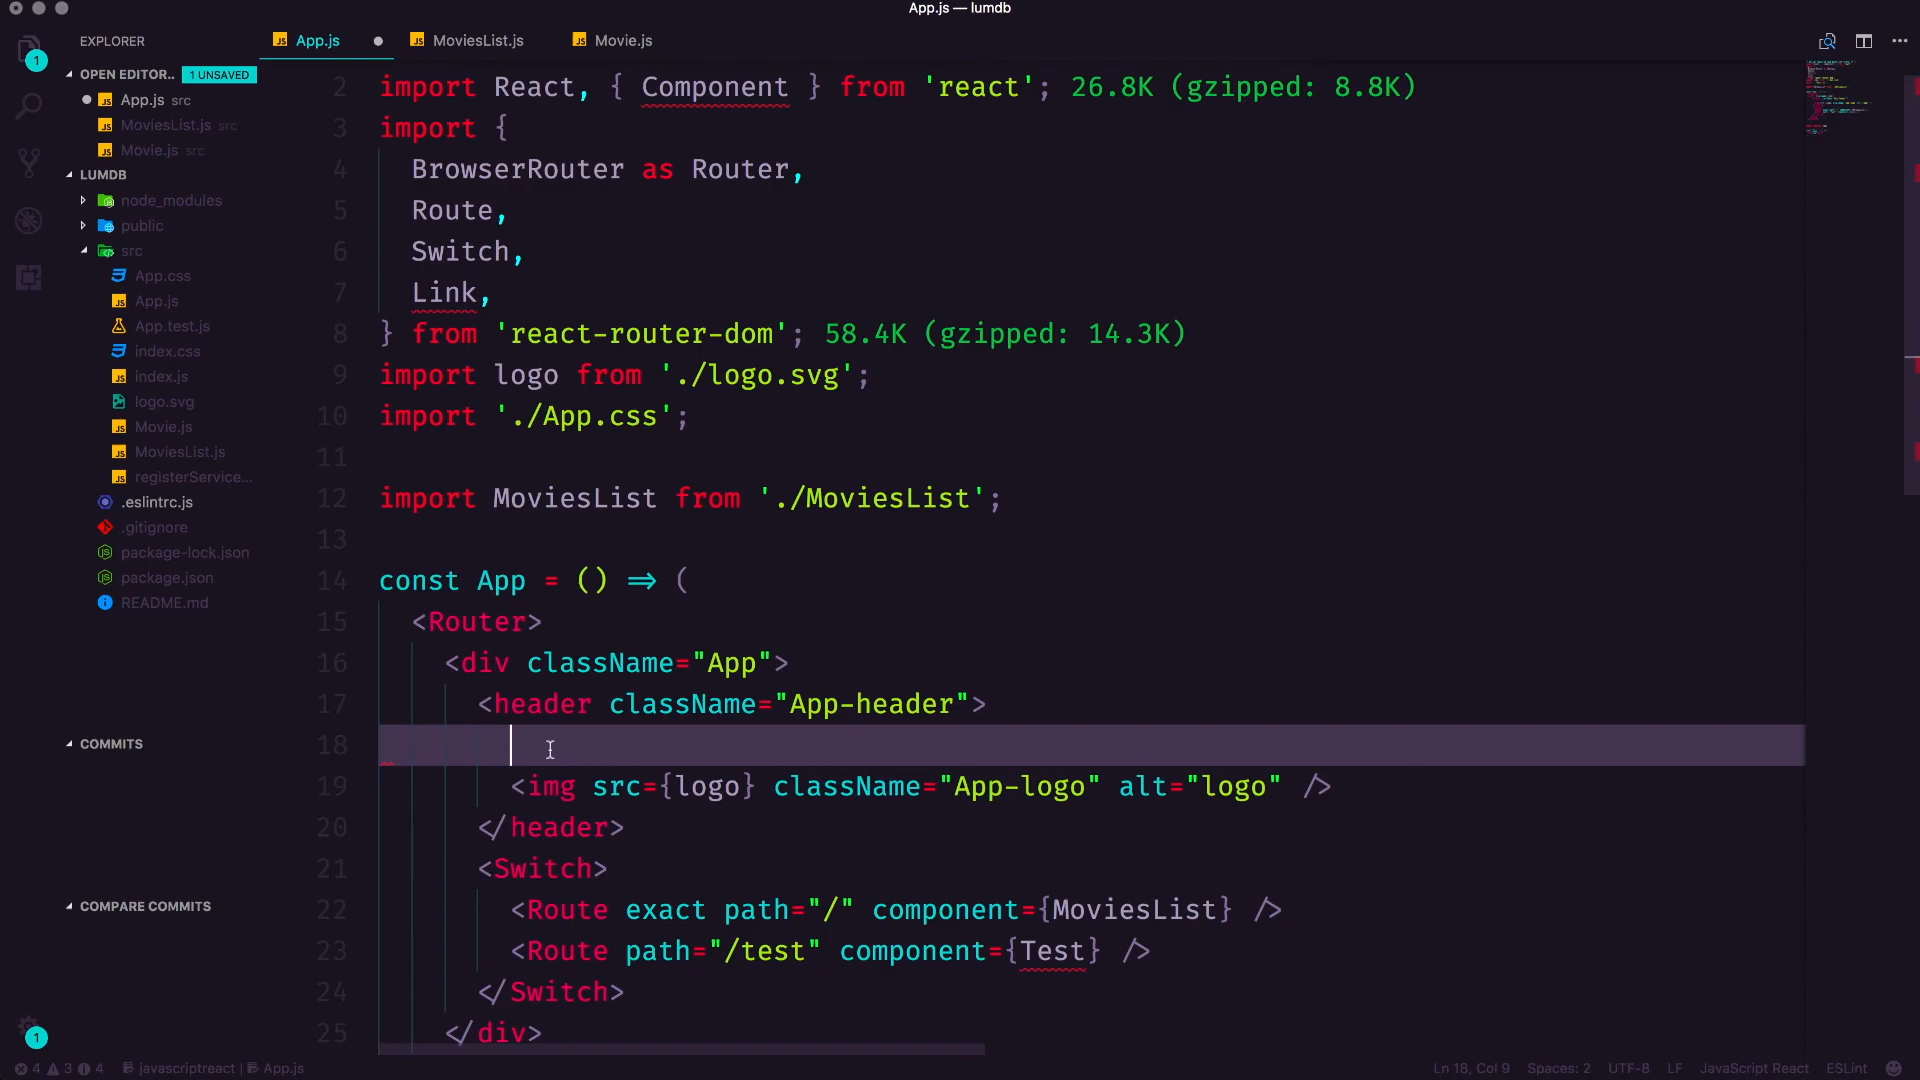 App.js — lumdb
EXPLORER
App.js
MoviesList.js
Movie.js
1
OPEN EDITOR.. 1 UNSAVED
App.js src
MoviesList.js src
Movie.js src
LUMDB
node_modules
public
src
App.css
App.js
App.test.js
index.css
index.js
logo.svg
Movie.js
MoviesList.js
registerService...
.eslintrc.js
.gitignore
package-lock.json
package.json
README.md
COMMITS
COMPARE COMMITS
1
2 import React, { Component } from 'react'; 26.8K (gzipped: 8.8K)
3 import {
4 BrowserRouter as Router,
5 Route,
6 Switch,
7 Link,
8 } from 'react-router-dom'; 58.4K (gzipped: 14.3K)
9 import logo from './logo.svg';
10 import './App.css';
11
12 import MoviesList from './MoviesList';
13
14 const App = () => (
15 <Router>
16 <div className="App">
17 <header className="App-header">
18
19 <img src={logo} className="App-logo" alt="logo" />
20 </header>
21 <Switch>
22 <Route exact path="/" component={MoviesList} />
23 <Route path="/test" component={Test} />
24 </Switch>
25 </div>
4 3 4 javascriptreact | App.js Ln 18, Col 9 Spaces: 2 UTF-8 LF JavaScript React ESLint